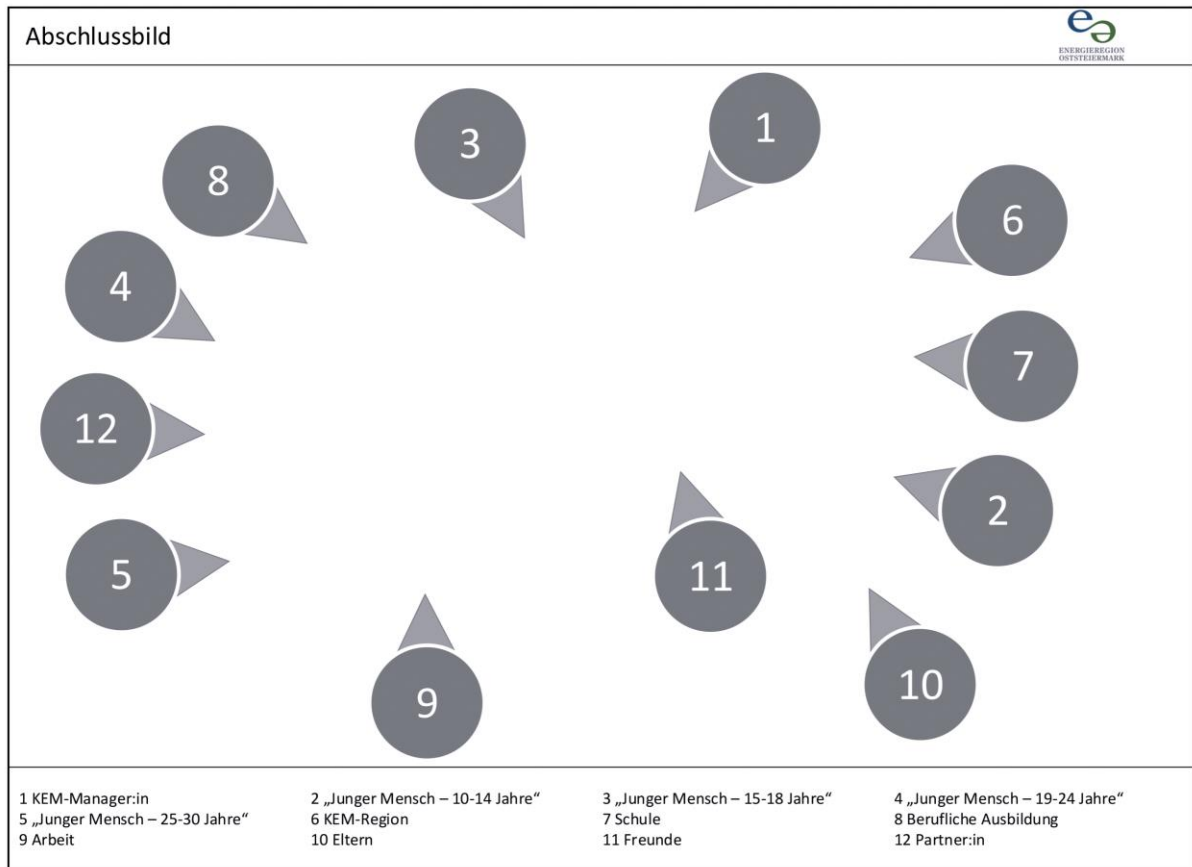 Abschlussbild
ENERGIEREGION
OSTSTEIERMARK
3
1
8
6
4
7
12
2
5
11
10
9
1 KEM-Manager:in
2 „Junger Mensch – 10-14 Jahre“
3 „Junger Mensch – 15-18 Jahre“
4 „Junger Mensch – 19-24 Jahre“
5 „Junger Mensch – 25-30 Jahre“
6 KEM-Region
7 Schule
8 Berufliche Ausbildung
9 Arbeit
10 Eltern
11 Freunde
12 Partner:in